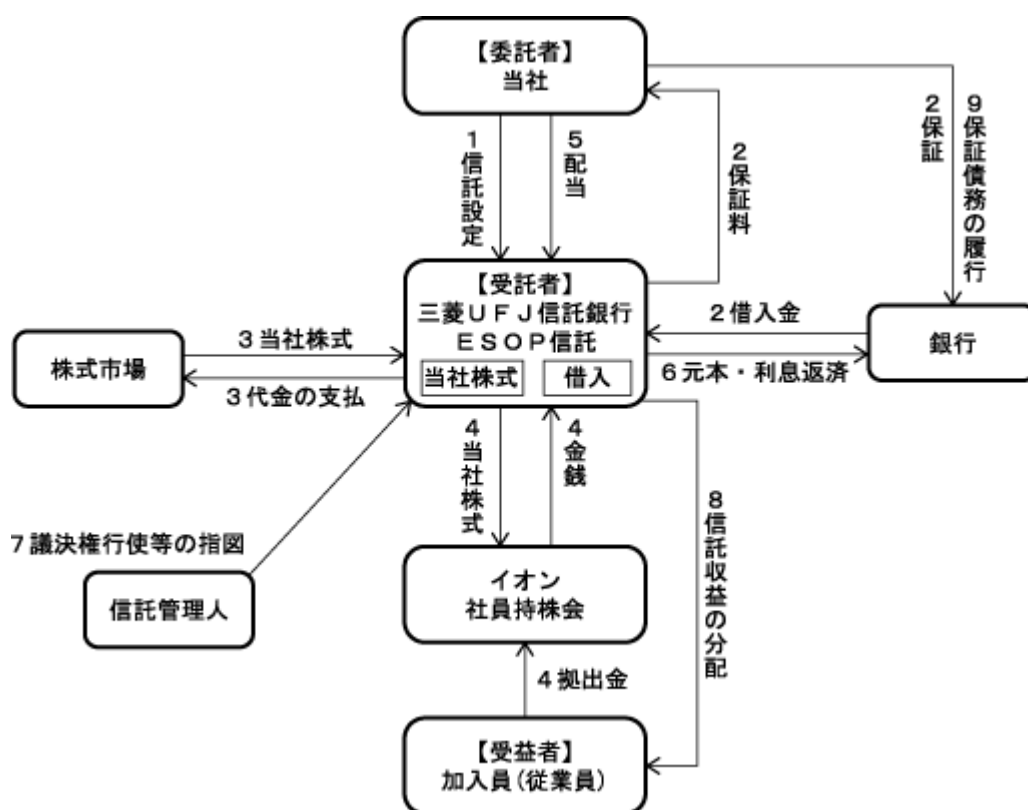 【委託者】
当社
1信託設定
5配当
2保証料
2保証
9保証債務の履行
【受託者】
三菱UFJ信託銀行
ESOP信託
当社株式
借入
株式市場
3当社株式
3代金の支払
2借入金
6元本・利息返済
銀行
4当社株式
4金銭
8信託収益の分配
7議決権行使等の指図
信託管理人
イオン
社員持株会
4拠出金
【受益者】
加入員(従業員)